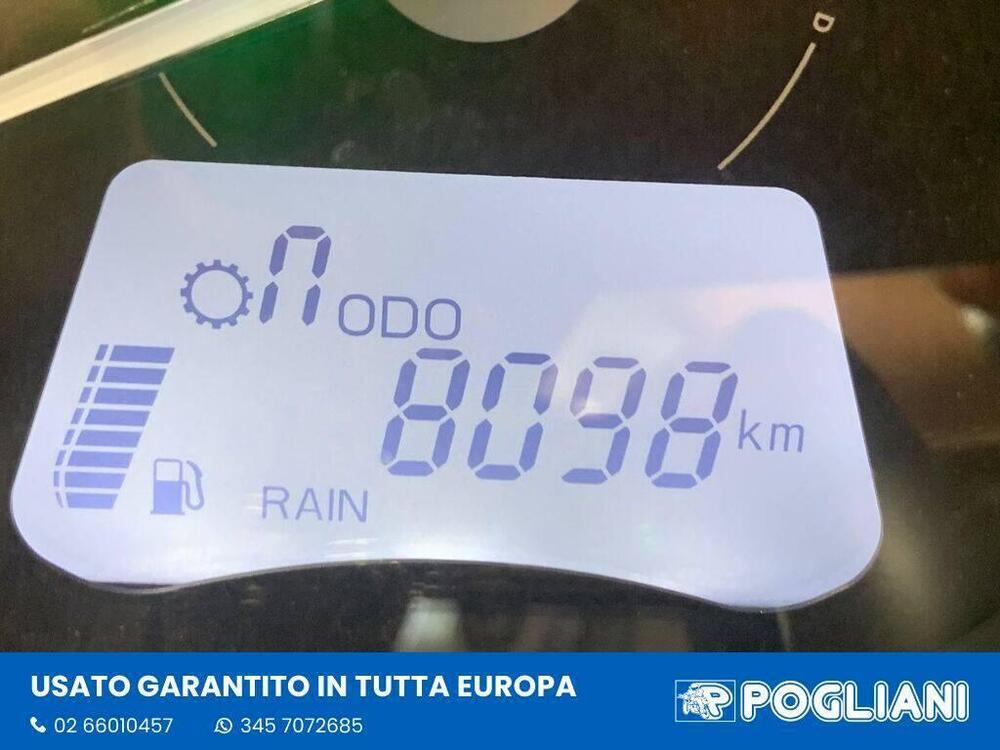 D
n ODO
8098 km
RAIN
USATO GARANTITO IN TUTTA EUROPA
02 66010457 345 7072685
POGLIANI